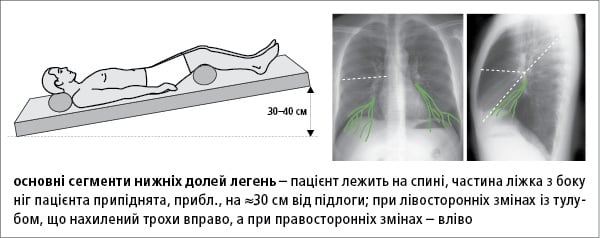 30–40 см
основні сегменти нижніх долей легень – пацієнт лежить на спині, частина ліжка з боку
ніг пацієнта припіднята, прибл., на ≈30 см від підлоги; при лівосторонніх змінах із тулу-
бом, що нахилений трохи вправо, а при правосторонніх змінах – вліво